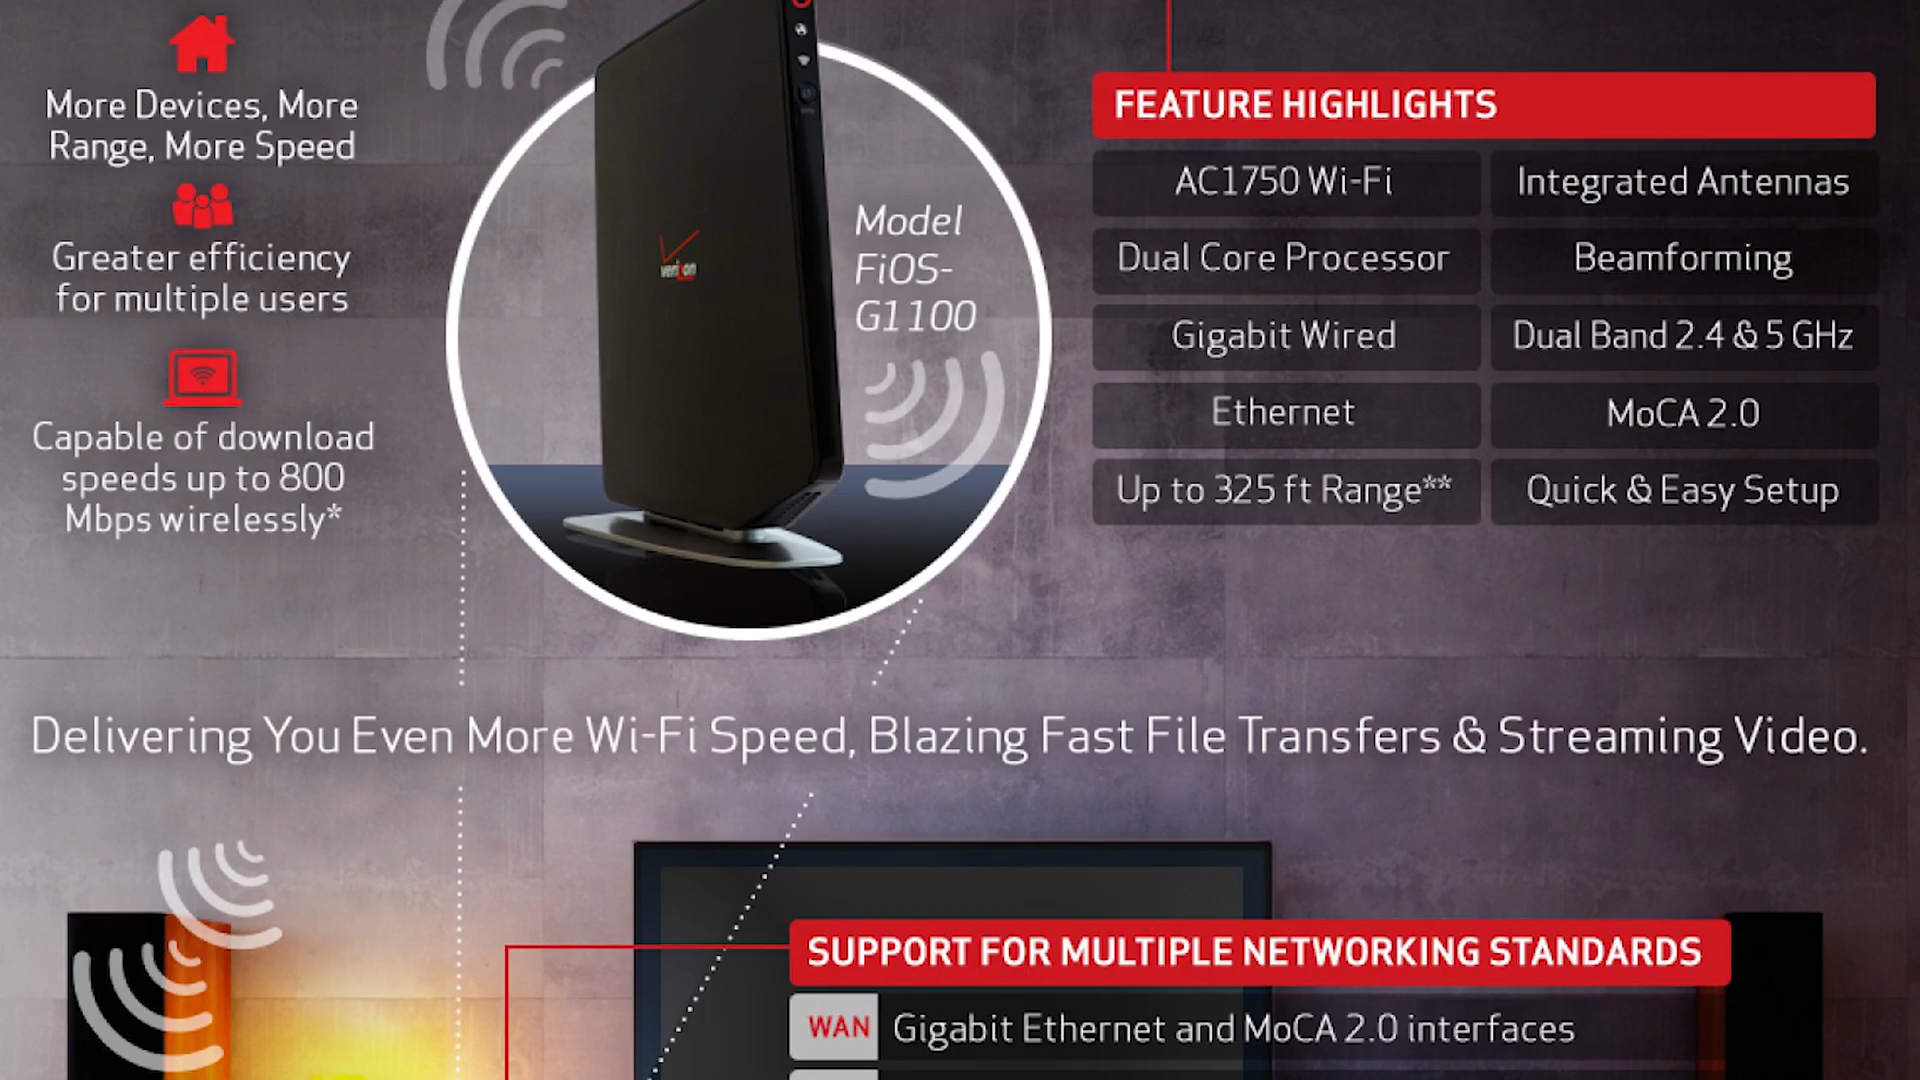 More Devices, More
Range, More Speed
Greater efficiency
for multiple users
Capable of download
speeds up to 800
Mbps wirelessly*
verizon
Model
FiOS-
G1100
FEATURE HIGHLIGHTS
AC1750 Wi-Fi
Integrated Antennas
Dual Core Processor
Beamforming
Gigabit Wired
Dual Band 2.4 & 5 GHz
Ethernet
MoCA 2.0
Up to 325 ft Range**
Quick & Easy Setup
Delivering You Even More Wi-Fi Speed, Blazing Fast File Transfers & Streaming Video.
SUPPORT FOR MULTIPLE NETWORKING STANDARDS
WAN Gigabit Ethernet and MoCA 2.0 interfaces